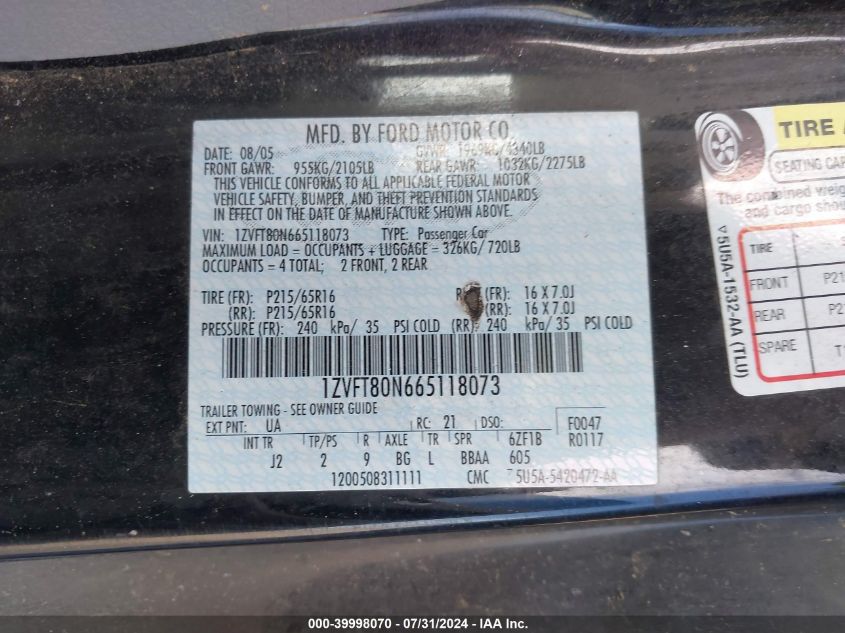 MFD. BY FORD MOTOR CO.
DATE: 08/05 GVWR: 1969KG/4340LB
FRONT GAWR: 955KG/2105LB REAR GAWR: 1032KG/2275LB
THIS VEHICLE CONFORMS TO ALL APPLICABLE FEDERAL MOTOR
VEHICLE SAFETY, BUMPER, AND THEFT PREVENTION STANDARDS
IN EFFECT ON THE DATE OF MANUFACTURE SHOWN ABOVE.
VIN: 1ZVFT80N665118073 TYPE: Passenger Car
MAXIMUM LOAD = OCCUPANTS + LUGGAGE = 326KG/ 720LB
OCCUPANTS = 4 TOTAL; 2 FRONT, 2 REAR
TIRE (FR): P215/65R16 (FR): 16 X 7.0J
(RR): P215/65R16 (RR): 16 X 7.0J
PRESSURE (FR): 240 kPa/ 35 PSI COLD (RR): 240 kPa/ 35 PSI COLD
1ZVFT80N665118073
TRAILER TOWING - SEE OWNER GUIDE
EXT PNT: UA RC: 21 DSO: F0047
INT TR TP/PS R AXLE TR SPR 6ZF1B R0117
J2 2 9 BG L BBAA 605
1200508311111 CMC 5U5A-5420472-AA
TIRE
SEATING
The combined
and cargo
TIRE
FRONT
REAR
SPARE
5U5A-1532-AA (TLU)
000-39998070 - 07/31/2024 - IAA Inc.